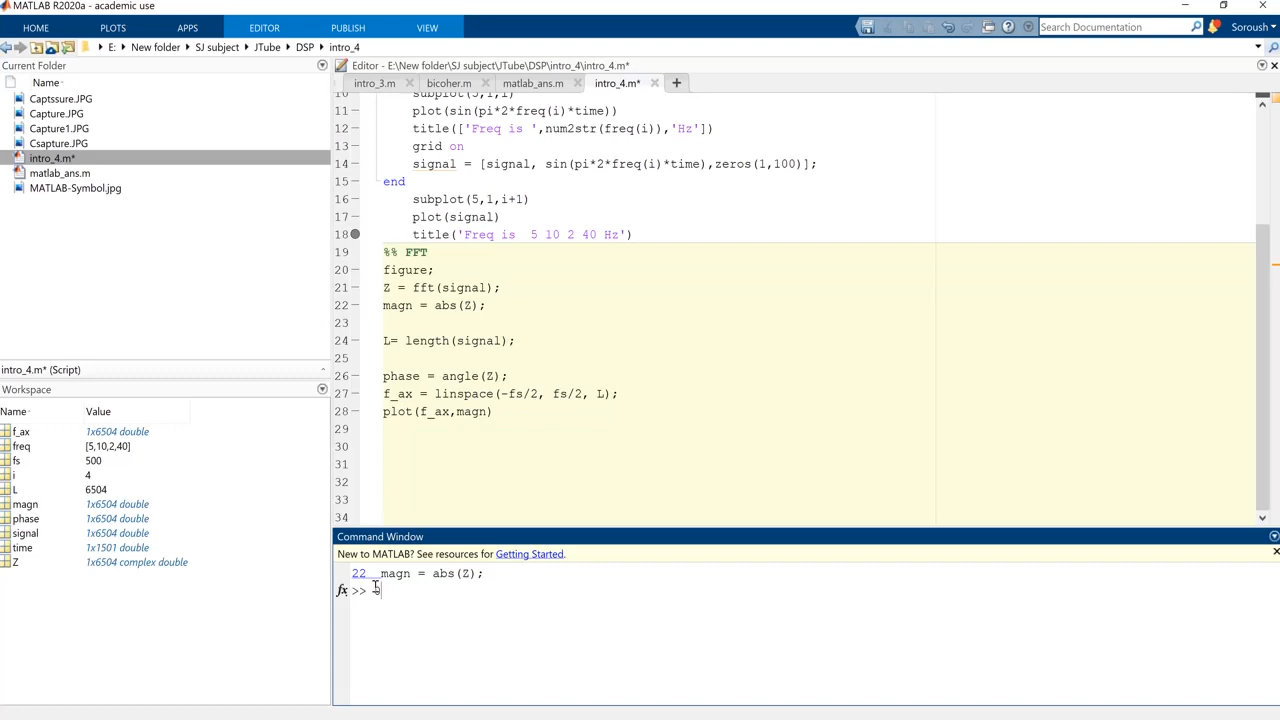 MATLAB R2020a - academic use
HOME PLOTS APPS EDITOR PUBLISH VIEW Search Documentation Soroush
E: New folder SJ subject JTube DSP intro_4
Current Folder
Name
Captssure.JPG
Capture.JPG
Capture1.JPG
Csapture.JPG
intro_4.m*
matlab_ans.m
MATLAB-Symbol.jpg
intro_4.m* (Script)
Workspace
Name Value
f_ax 1x6504 double
freq [5,10,2,40]
fs 500
i 4
L 6504
magn 1x6504 double
phase 1x6504 double
signal 1x6504 double
time 1x1501 double
Z 1x6504 complex double
Editor - E:\New folder\SJ subject\JTube\DSP\intro_4\intro_4.m*
intro_3.m bicoher.m matlab_ans.m intro_4.m*
10 subplot(5,1,i)
11 plot(sin(pi*2*freq(i)*time))
12 title(['Freq is ',num2str(freq(i)),'Hz'])
13 grid on
14 signal = [signal, sin(pi*2*freq(i)*time),zeros(1,100)];
15 end
16 subplot(5,1,i+1)
17 plot(signal)
18 title('Freq is  5 10 2 40 Hz')
19 %% FFT
20 figure;
21 Z = fft(signal);
22 magn = abs(Z);
23
24 L= length(signal);
25
26 phase = angle(Z);
27 f_ax = linspace(-fs/2, fs/2, L);
28 plot(f_ax,magn)
29
30
31
32
33
34
Command Window
New to MATLAB? See resources for Getting Started.
22 magn = abs(Z);
fx >>